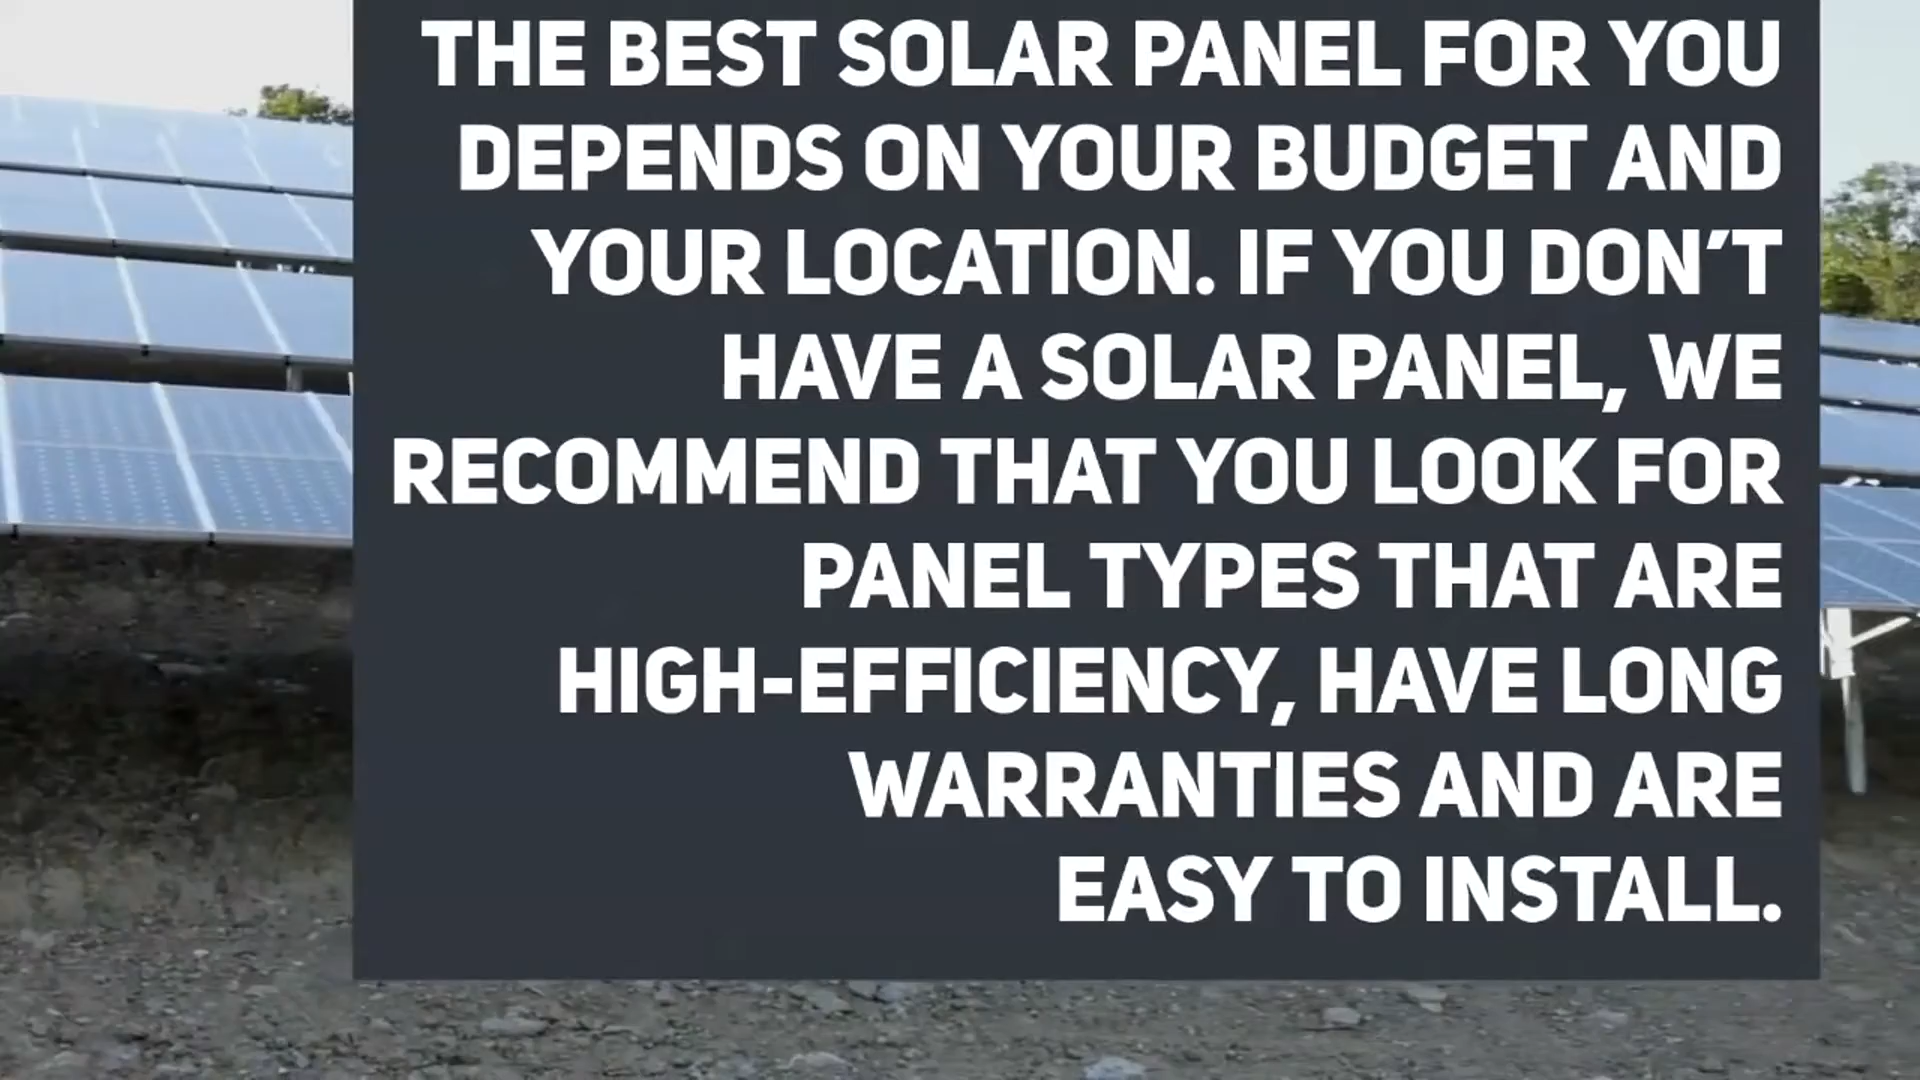 THE BEST SOLAR PANEL FOR YOU
DEPENDS ON YOUR BUDGET AND
YOUR LOCATION. IF YOU DON’T
HAVE A SOLAR PANEL, WE
RECOMMEND THAT YOU LOOK FOR
PANEL TYPES THAT ARE
HIGH-EFFICIENCY, HAVE LONG
WARRANTIES AND ARE
EASY TO INSTALL.